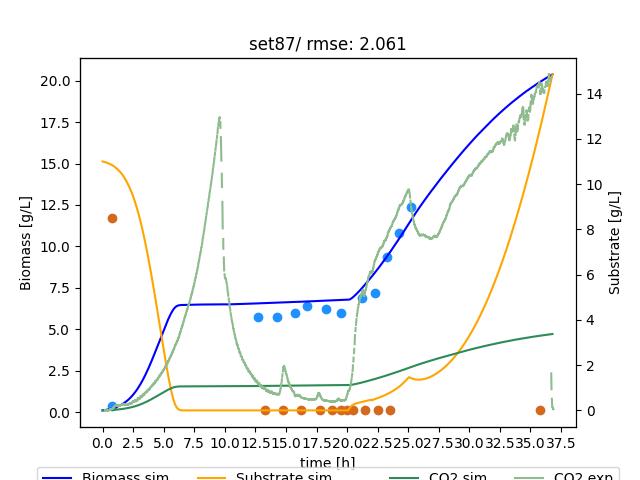 set87/ rmse: 2.061
20.0
17.5
15.0
12.5
10.0
7.5
5.0
2.5
0.0
Biomass [g/L]
14
12
10
8
6
4
2
0
Substrate [g/L]
0.0 2.5 5.0 7.5 10.0 12.5 15.0 17.5 20.0 22.5 25.0 27.5 30.0 32.5 35.0 37.5
time [h]
Biomass sim Substrate sim CO2 sim CO2 exp